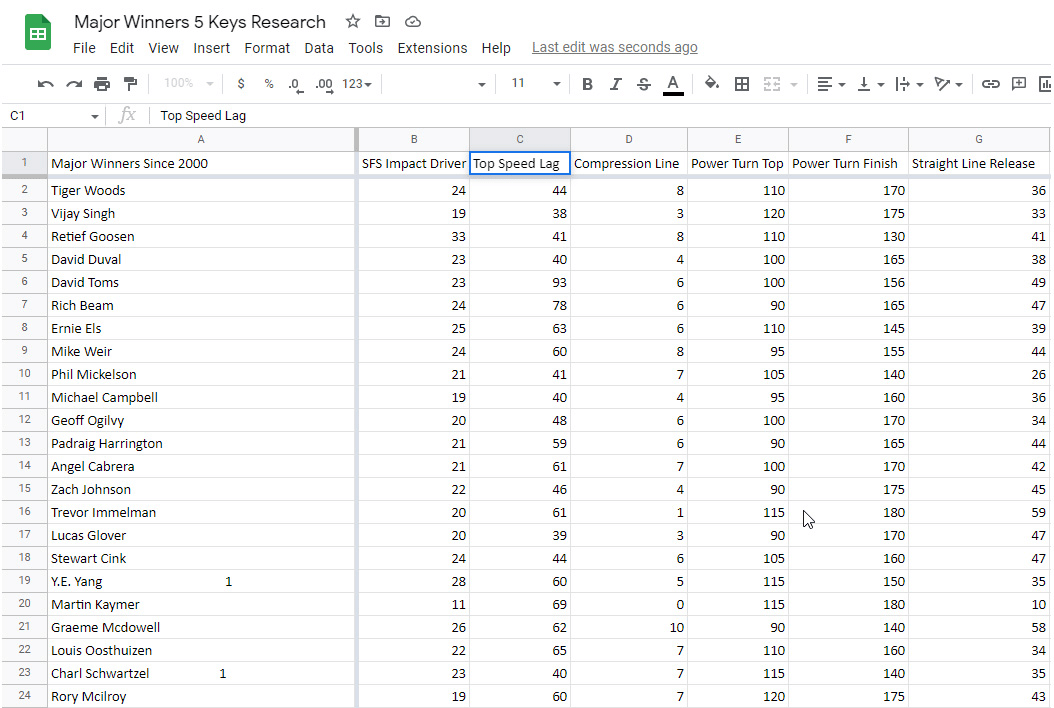 Major Winners 5 Keys Research
File Edit View Insert Format Data Tools Extensions Help Last edit was seconds ago
100% $ % .0 .00 123 11 B I S A
C1 fx Top Speed Lag
A B C D E F G
1 Major Winners Since 2000 SFS Impact Driver Top Speed Lag Compression Line Power Turn Top Power Turn Finish Straight Line Release
2 Tiger Woods 24 44 8 110 170 36
3 Vijay Singh 19 38 3 120 175 33
4 Retief Goosen 33 41 8 110 130 41
5 David Duval 23 40 4 100 165 38
6 David Toms 23 93 6 100 156 49
7 Rich Beam 24 78 6 90 165 47
8 Ernie Els 25 63 6 110 145 39
9 Mike Weir 24 60 8 95 155 44
10 Phil Mickelson 21 41 7 105 140 26
11 Michael Campbell 19 40 4 95 160 36
12 Geoff Ogilvy 20 48 6 100 170 34
13 Padraig Harrington 21 59 6 90 165 44
14 Angel Cabrera 21 61 7 100 170 42
15 Zach Johnson 22 46 4 90 175 45
16 Trevor Immelman 20 61 1 115 180 59
17 Lucas Glover 20 39 3 90 170 47
18 Stewart Cink 24 44 6 105 160 47
19 Y.E. Yang 1 28 60 5 115 150 35
20 Martin Kaymer 11 69 0 115 180 10
21 Graeme Mcdowell 26 62 10 90 140 58
22 Louis Oosthuizen 22 65 7 110 160 34
23 Charl Schwartzel 1 23 40 7 115 140 35
24 Rory Mcilroy 19 60 7 120 175 43